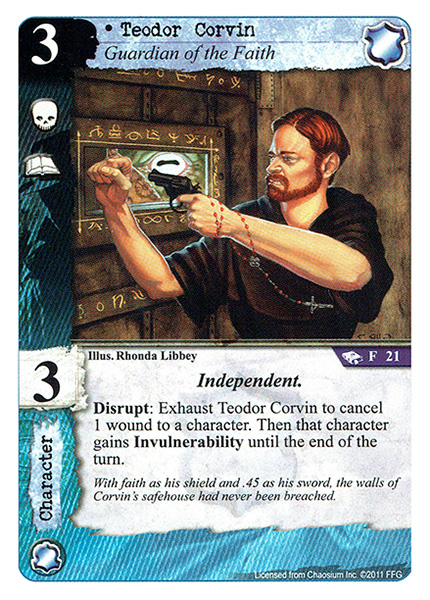 3
• Teodor Corvin
Guardian of the Faith
Illus. Rhonda Libbey
F 21
3
Character
Independent.
Disrupt: Exhaust Teodor Corvin to cancel
1 wound to a character. Then that character
gains Invulnerability until the end of the
turn.
With faith as his shield and .45 as his sword, the walls of
Corvin's safehouse had never been breached.
Licensed from Chaosium Inc. ©2011 FFG